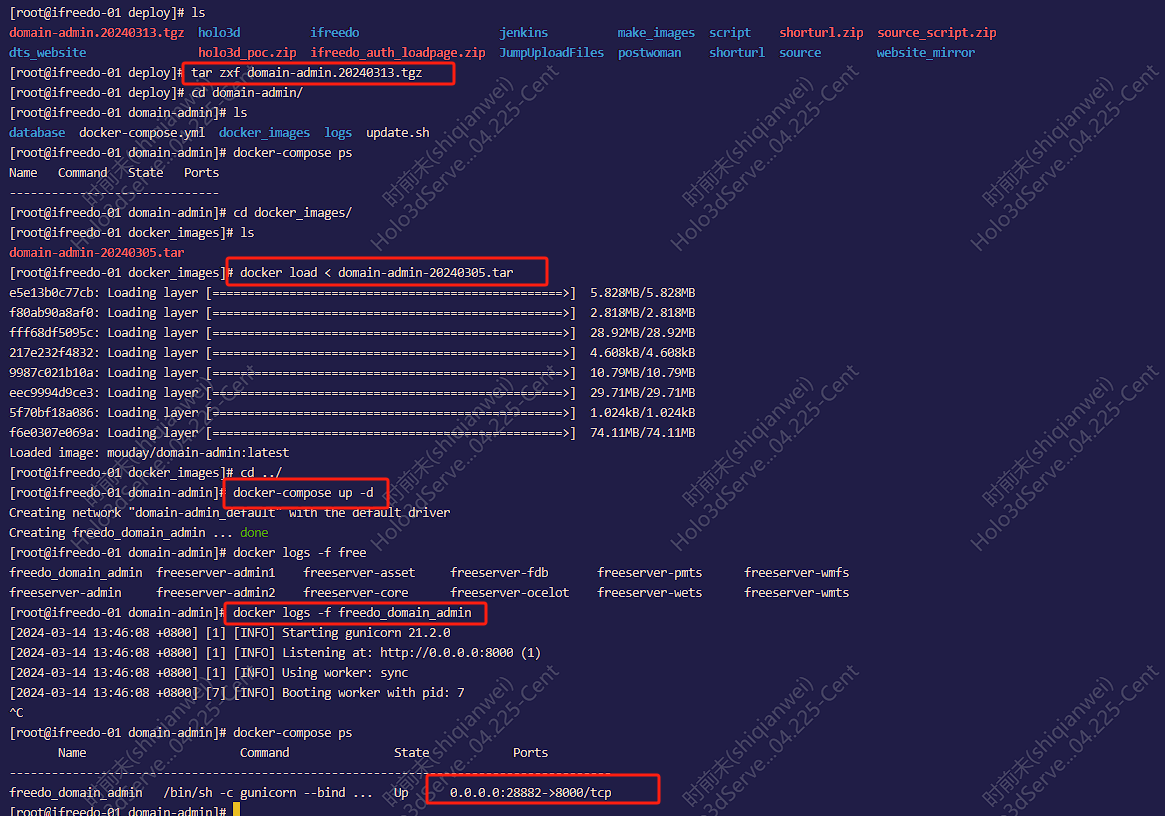 [root@ifreedo-01 deploy]# ls
domain-admin.20240313.tgz holo3d ifreedo jenkins make_images script shorturl.zip source_script.zip
dts_website holo3d_poc.zip ifreedo_auth_loadpage.zip JumpUploadFiles postwoman shorturl source website_mirror
[root@ifreedo-01 deploy]# tar zxf domain-admin.20240313.tgz
[root@ifreedo-01 deploy]# cd domain-admin/
[root@ifreedo-01 domain-admin]# ls
database docker-compose.yml docker_images logs update.sh
[root@ifreedo-01 domain-admin]# docker-compose ps
Name Command State Ports
------------------------------
[root@ifreedo-01 domain-admin]# cd docker_images/
[root@ifreedo-01 docker_images]# ls
domain-admin-20240305.tar
[root@ifreedo-01 docker_images]# docker load < domain-admin-20240305.tar
e5e13b0c77cb: Loading layer [==================================================>] 5.828MB/5.828MB
f80ab90a8af0: Loading layer [==================================================>] 2.818MB/2.818MB
fff68df5095c: Loading layer [==================================================>] 28.92MB/28.92MB
217e232f4832: Loading layer [==================================================>] 4.608kB/4.608kB
9987c021b10a: Loading layer [==================================================>] 10.79MB/10.79MB
eec9994d9ce3: Loading layer [==================================================>] 29.71MB/29.71MB
5f70bf18a086: Loading layer [==================================================>] 1.024kB/1.024kB
f6e0307e069a: Loading layer [==================================================>] 74.11MB/74.11MB
Loaded image: mouday/domain-admin:latest
[root@ifreedo-01 docker_images]# cd ../
[root@ifreedo-01 domain-admin]# docker-compose up -d
Creating network "domain-admin_default" with the default driver
Creating freedo_domain_admin ... done
[root@ifreedo-01 domain-admin]# docker logs -f free
freedo_domain_admin freeserver-admin1 freeserver-asset freeserver-fdb freeserver-pmts freeserver-wmfs
freeserver-admin freeserver-admin2 freeserver-core freeserver-ocelot freeserver-wets freeserver-wmts
[root@ifreedo-01 domain-admin]# docker logs -f freedo_domain_admin
[2024-03-14 13:46:08 +0800] [1] [INFO] Starting gunicorn 21.2.0
[2024-03-14 13:46:08 +0800] [1] [INFO] Listening at: http://0.0.0.0:8000 (1)
[2024-03-14 13:46:08 +0800] [1] [INFO] Using worker: sync
[2024-03-14 13:46:08 +0800] [7] [INFO] Booting worker with pid: 7
^C
[root@ifreedo-01 domain-admin]# docker-compose ps
Name Command State Ports
--------------------------------------------------------------------------------------
freedo_domain_admin /bin/sh -c gunicorn --bind ... Up 0.0.0.0:28882->8000/tcp
[root@ifreedo-01 domain-admin]#
时前末(shiqianwei)
Holo3dServe...04.225-Cent